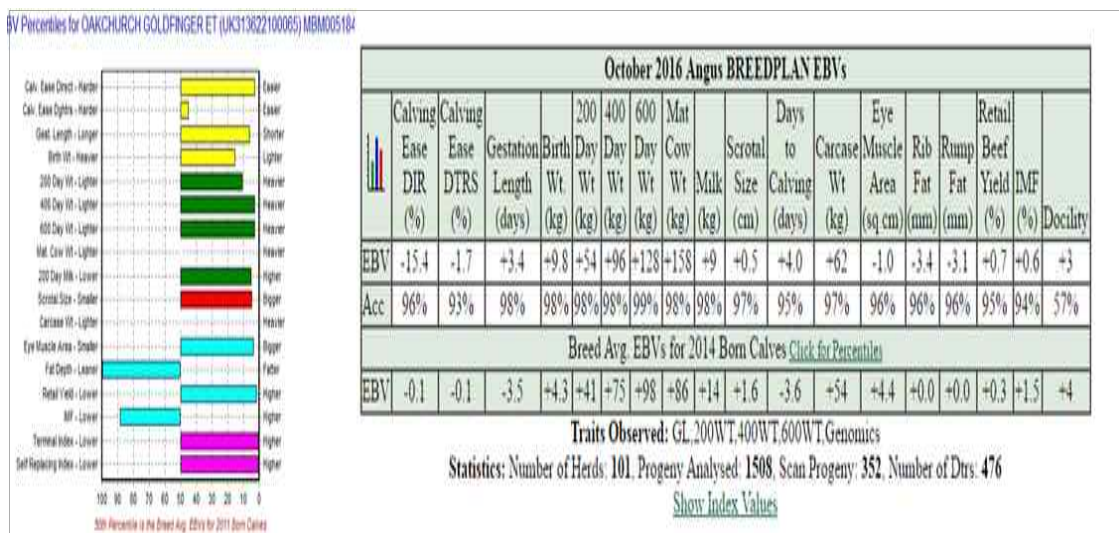 BV Percentiles for OAKCHURCH GOLDFINGER ET (UK313622100065) MBM005184
Calv. Ease Direct - Harder Easier
Calv. Ease Dghtrs - Harder Easier
Gest. Length - Longer Shorter
Birth Wt - Heavier Lighter
200 Day Wt - Lighter Heavier
400 Day Wt - Lighter Heavier
600 Day Wt - Lighter Heavier
Mat. Cow Wt - Lighter Heavier
200 Day Milk - Lower Higher
Scrotal Size - Smaller Bigger
Carcase Wt - Lighter Heavier
Eye Muscle Area - Smaller Bigger
Fat Depth - Leaner Fatter
Retail Yield - Lower Higher
IMF - Lower Higher
Terminal Index - Lower Higher
Self Replacing Index - Lower Higher
100 90 80 70 60 50 40 30 20 10 0
50th Percentile is the Breed Avg. EBVs for 2011 Born Calves
October 2016 Angus BREEDPLAN EBVs
Calving Ease DIR (%) Calving Ease DTRS (%) Gestation Length (days) Birth Wt (kg) 200 Day Wt (kg) 400 Day Wt (kg) 600 Day Wt (kg) Mat Cow Wt (kg) Milk (kg) Scrotal Size (cm) Days to Calving (days) Carcase Wt (kg) Eye Muscle Area (sq cm) Rib Fat (mm) Rump Fat (mm) Retail Beef Yield (%) IMF (%) Docility
EBV -15.4 -1.7 +3.4 +9.8 +54 +96 +128 +158 +9 +0.5 +4.0 +62 -1.0 -3.4 -3.1 +0.7 +0.6 +3
Acc 96% 93% 98% 98% 98% 98% 99% 98% 98% 97% 95% 97% 96% 96% 96% 95% 94% 57%
Breed Avg. EBVs for 2014 Born Calves Click for Percentiles
EBV -0.1 -0.1 -3.5 +4.3 +41 +75 +98 +86 +14 +1.6 -3.6 +54 +4.4 +0.0 +0.0 +0.3 +1.5 +4
Traits Observed: GL,200WT,400WT,600WT,Genomics
Statistics: Number of Herds: 101, Progeny Analysed: 1508, Scan Progeny: 352, Number of Dtrs: 476
Show Index Values